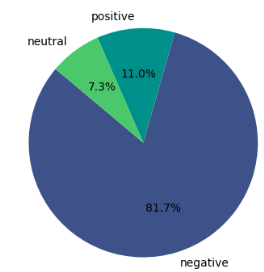 positive
neutral
11.0%
7.3%
81.7%
negative